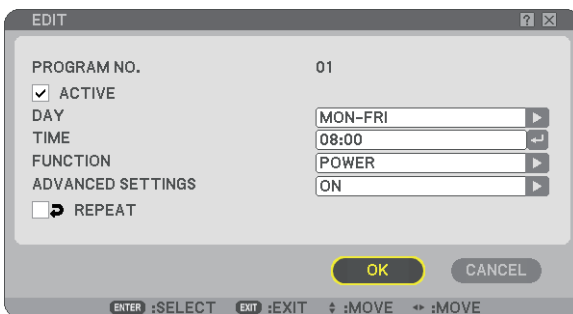 EDIT
PROGRAM NO. 01
ACTIVE
DAY MON-FRI
TIME 08:00
FUNCTION POWER
ADVANCED SETTINGS ON
REPEAT
OK CANCEL
ENTER :SELECT EXIT :EXIT :MOVE :MOVE